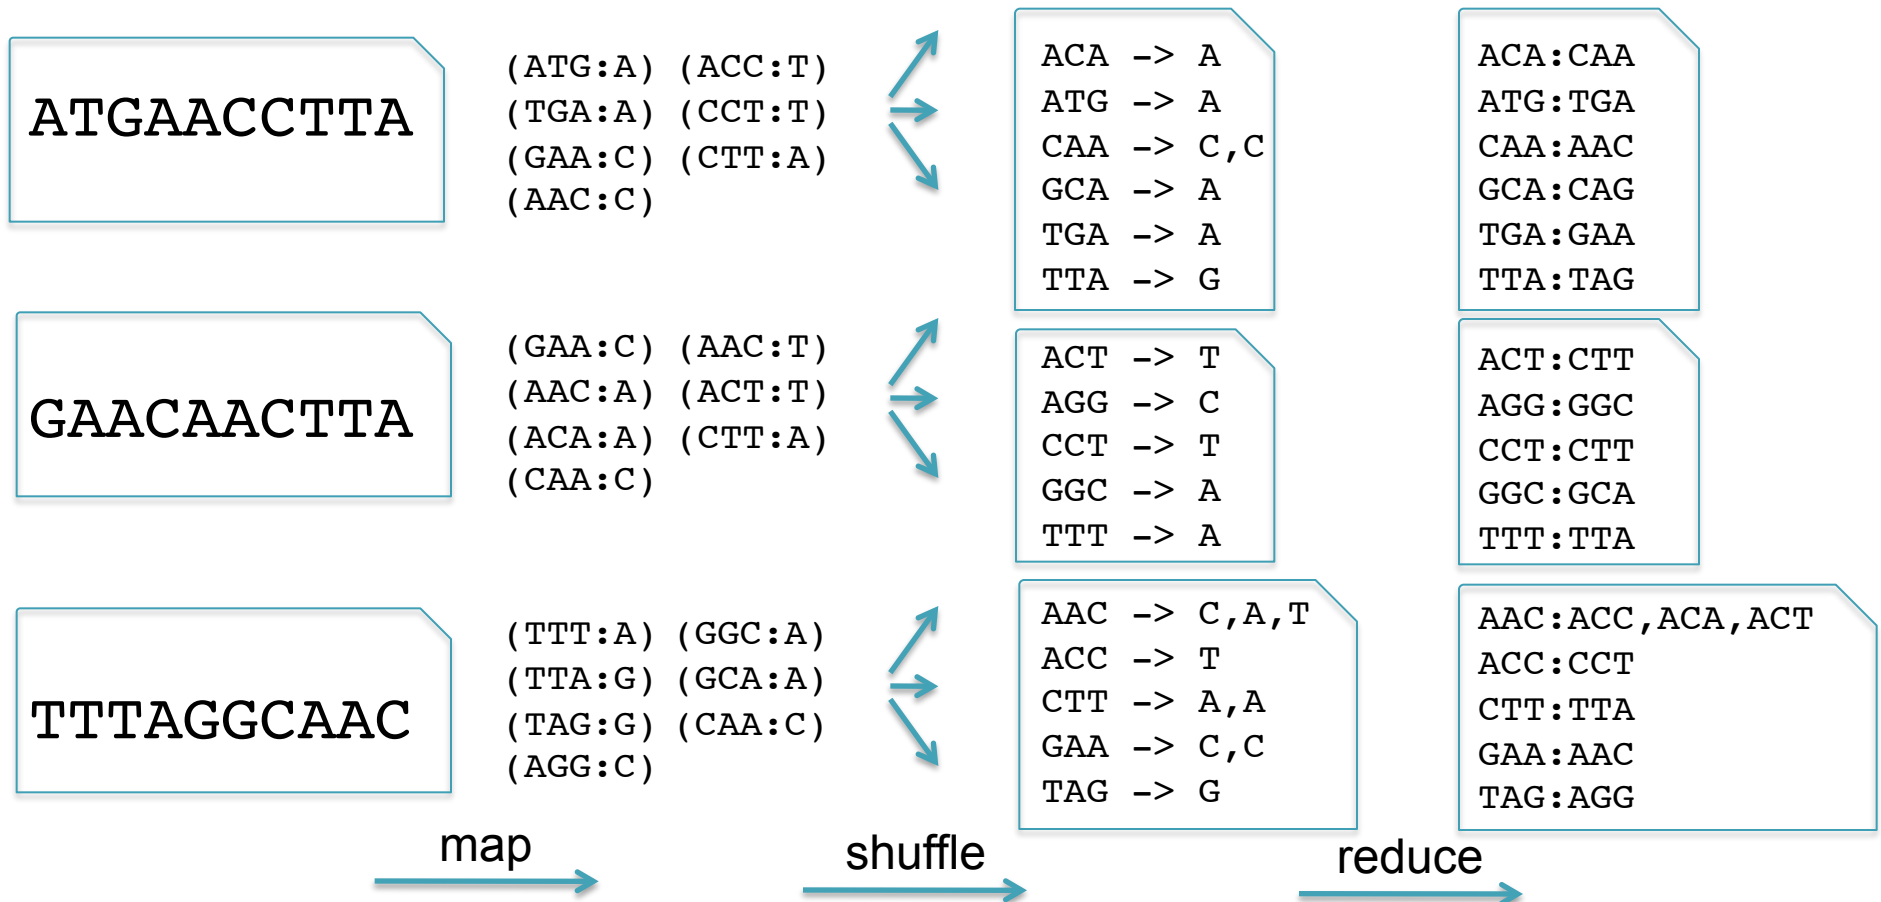 ATGAACCTTA
(ATG:A) (ACC:T)
(TGA:A) (CCT:T)
(GAA:C) (CTT:A)
(AAC:C)
ACA -> A
ATG -> A
CAA -> C,C
GCA -> A
TGA -> A
TTA -> G
ACA:CAA
ATG:TGA
CAA:AAC
GCA:CAG
TGA:GAA
TTA:TAG
GAACAACTTA
(GAA:C) (AAC:T)
(AAC:A) (ACT:T)
(ACA:A) (CTT:A)
(CAA:C)
ACT -> T
AGG -> C
CCT -> T
GGC -> A
TTT -> A
ACT:CTT
AGG:GGC
CCT:CTT
GGC:GCA
TTT:TTA
TTTAGGCAAC
(TTT:A) (GGC:A)
(TTA:G) (GCA:A)
(TAG:G) (CAA:C)
(AGG:C)
AAC -> C,A,T
ACC -> T
CTT -> A,A
GAA -> C,C
TAG -> G
AAC:ACC,ACA,ACT
ACC:CCT
CTT:TTA
GAA:AAC
TAG:AGG
map
shuffle
reduce